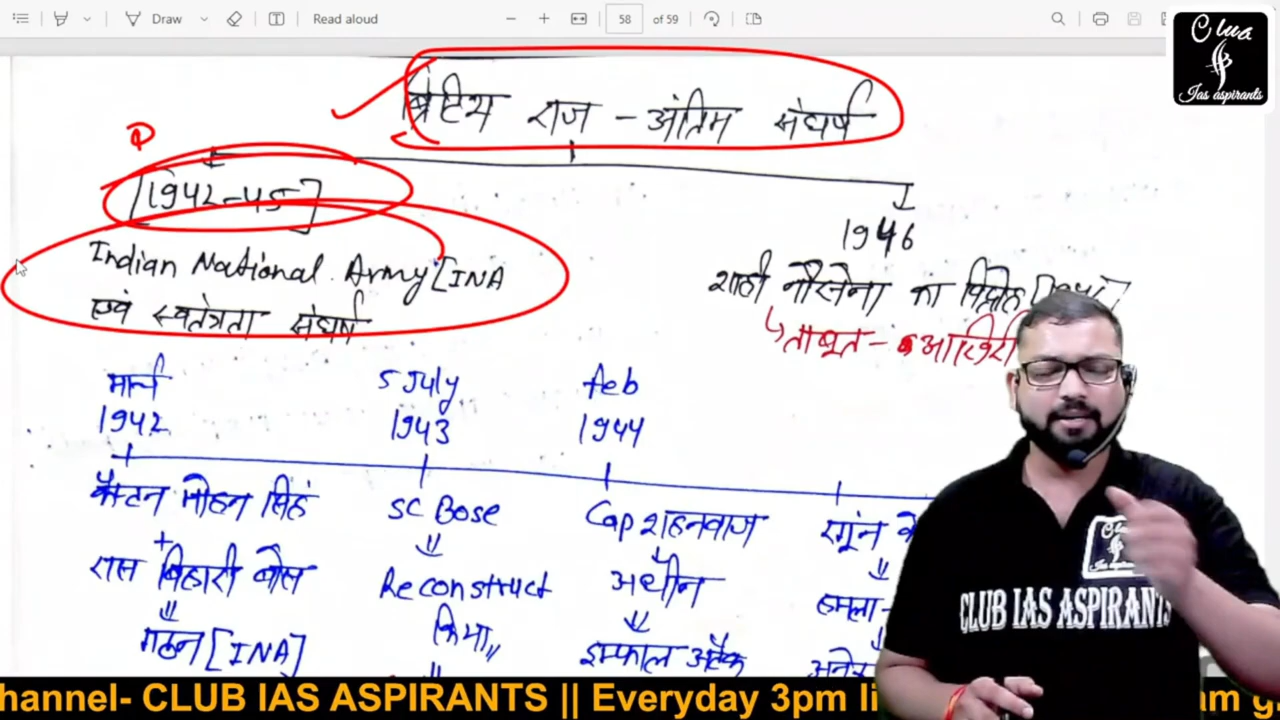 Draw
Read aloud
58 of 59
Club
Ias aspirants
ब्रिटिश राज - अंतिम संघर्ष
[1942-45]
1946
Indian National Army [INA
एवं स्वतंत्रता संघर्ष
शाही नौसेना का विद्रोह
↳ताबूत -
मार्च
1942
5 July
1943
feb
1944
कैप्टन मोहन सिंह
+
रास बिहारी बोस
गठन [INA]
SC Bose
Reconstruct
किया
Cap शहनवाज
अधीन
इम्फाल अटैक
रंगून
हमला
CLUB IAS ASPIRANTS
hannel- CLUB IAS ASPIRANTS || Everyday 3pm li